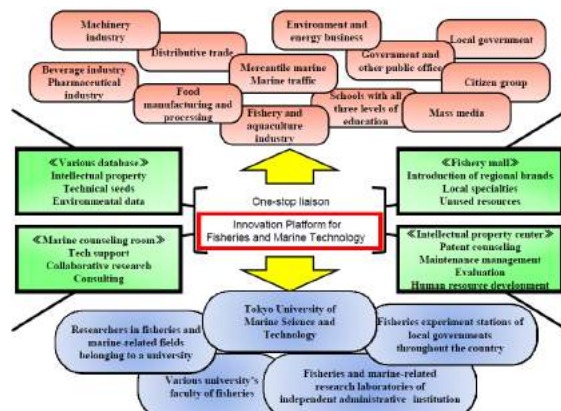 Machinery
industry
Distributive trade
Environment and
energy business
Local government
Government and
other public office
Beverage industry
Pharmaceutical
industry
Mercantile marine
Marine traffic
Citizen group
Food
manufacturing and
processing
Schools with all
three levels of
education
Mass media
Fishery and
aquaculture
industry
≪Various database≫
Intellectual property
Technical seeds
Environmental data
≪Fishery mall≫
Introduction of regional brands
Local specialties
Unused resources
One-stop liaison
Innovation Platform for
Fisheries and Marine Technology
≪Marine counseling room≫
Tech support
Collaborative research
Consulting
≪Intellectual property center≫
Patent counseling
Maintenance management
Evaluation
Human resource development
Tokyo University of
Marine Science and
Technology
Researchers in fisheries and
marine-related fields
belonging to a university
Fisheries experiment stations of
local governments
throughout the country
Various university's
faculty of fisheries
Fisheries and marine-related
research laboratories of
independent administrative institution